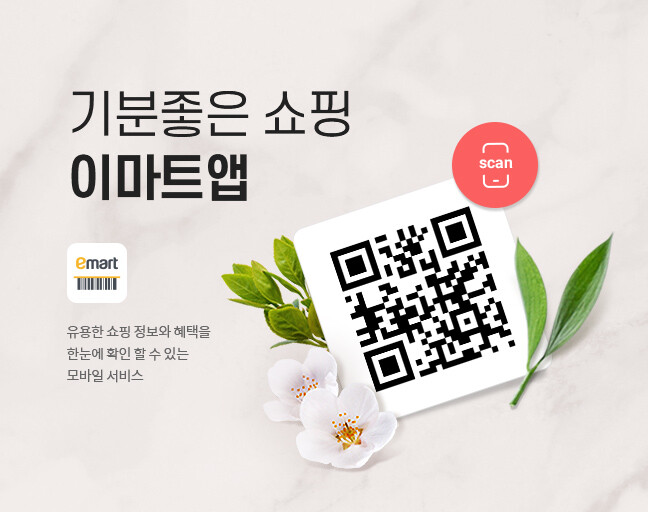 기분좋은 쇼핑
이마트앱
scan
emart
유용한 쇼핑 정보와 혜택을
한눈에 확인 할 수 있는
모바일 서비스